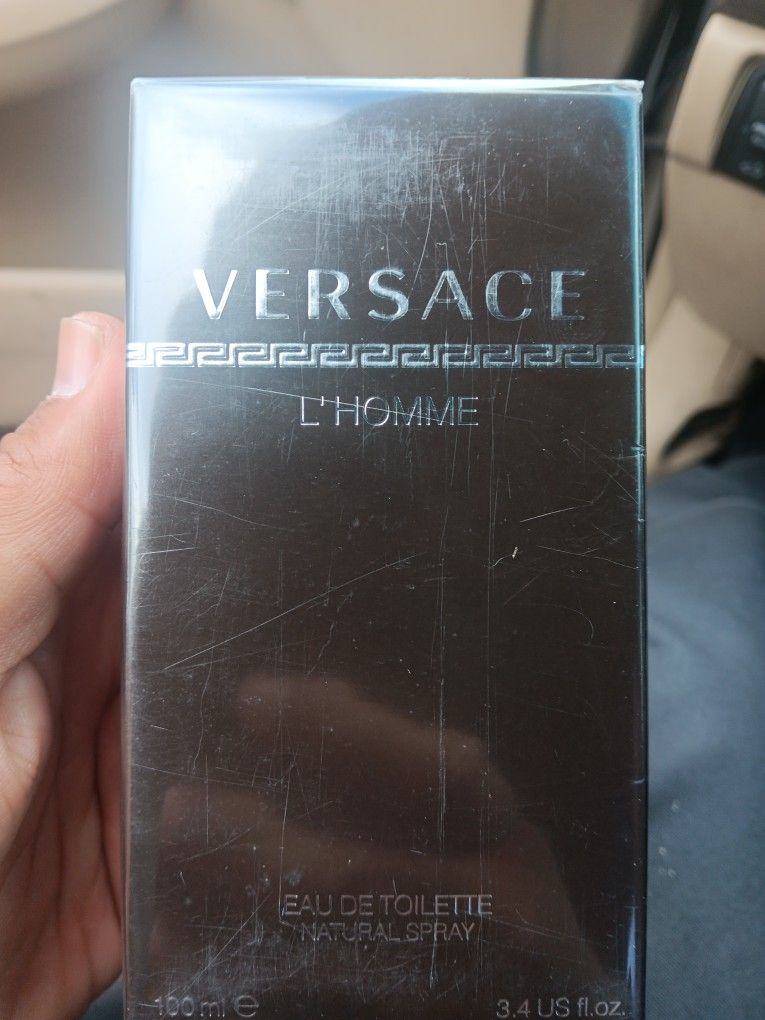 VERSACE
L'HOMME
EAU DE TOILETTE
NATURAL SPRAY
100 ml ℮ 3.4 US fl.oz.